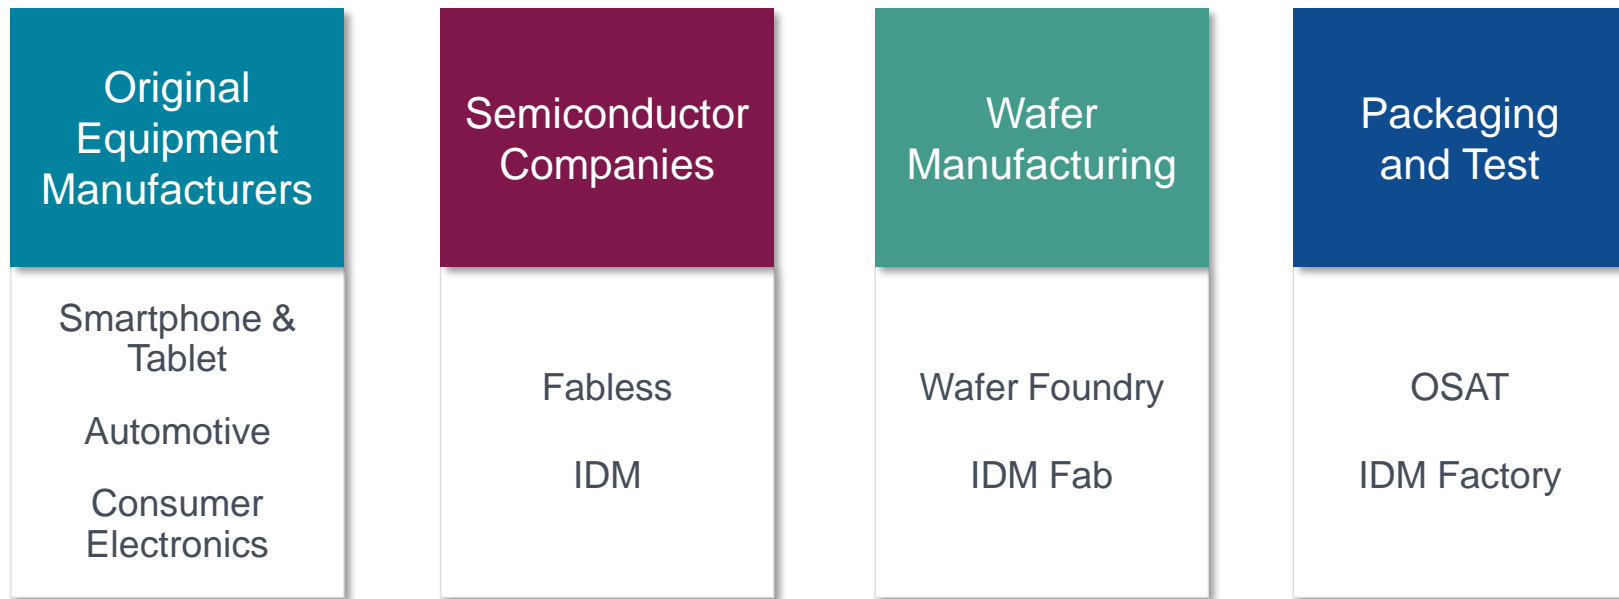 Original
Equipment
Manufacturers
Smartphone &
Tablet
Automotive
Consumer
Electronics
Semiconductor
Companies
Fabless
IDM
Wafer
Manufacturing
Wafer Foundry
IDM Fab
Packaging
and Test
OSAT
IDM Factory